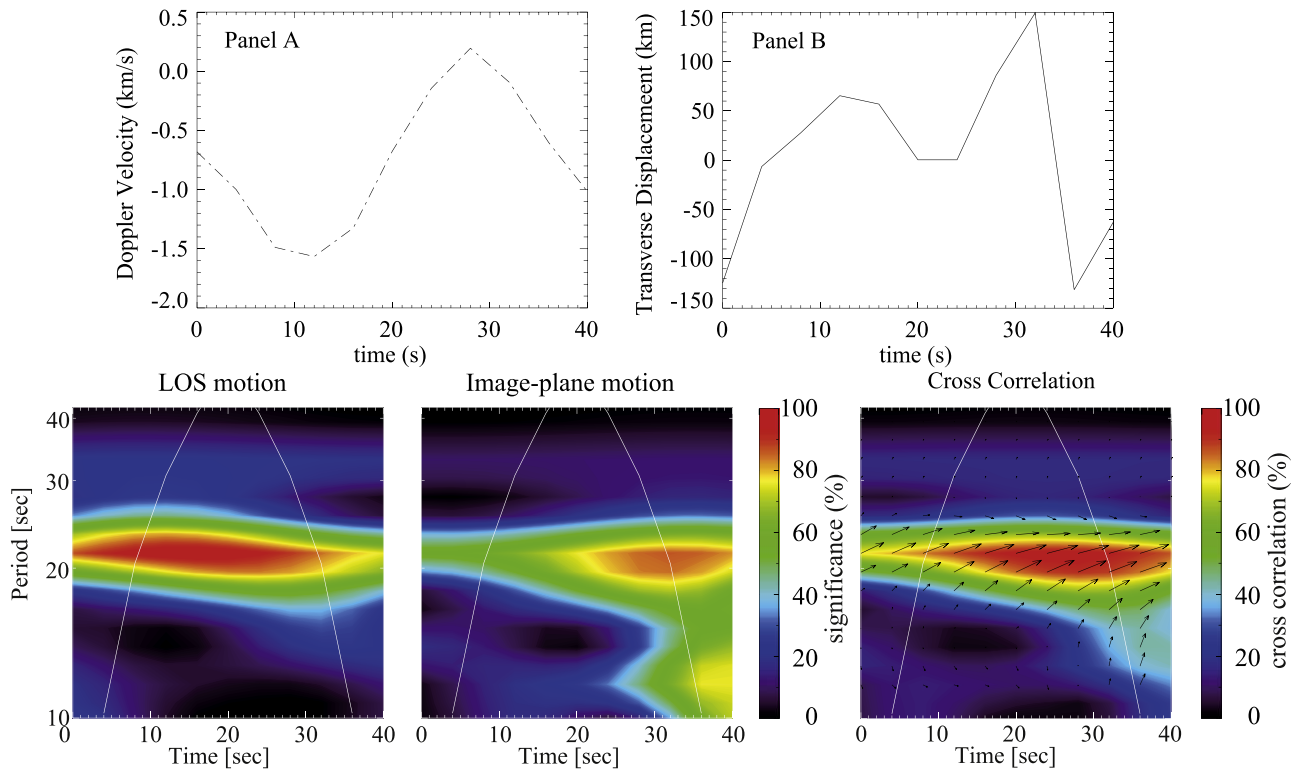 Panel A
Doppler Velocity (km/s)
0.5
0.0
-0.5
-1.0
-1.5
-2.0
0 10 20 30 40
time (s)
Panel B
Transverse Displacemeent (km)
150
100
50
0
-50
-100
-150
0 10 20 30 40
time (s)
LOS motion
Period [sec]
40
30
20
10
0 10 20 30 40
Time [sec]
Image-plane motion
0 10 20 30 40
Time [sec]
100
80
60
40
20
0
significance (%)
Cross Correlation
0 10 20 30 40
Time [sec]
100
80
60
40
20
0
cross correlation (%)